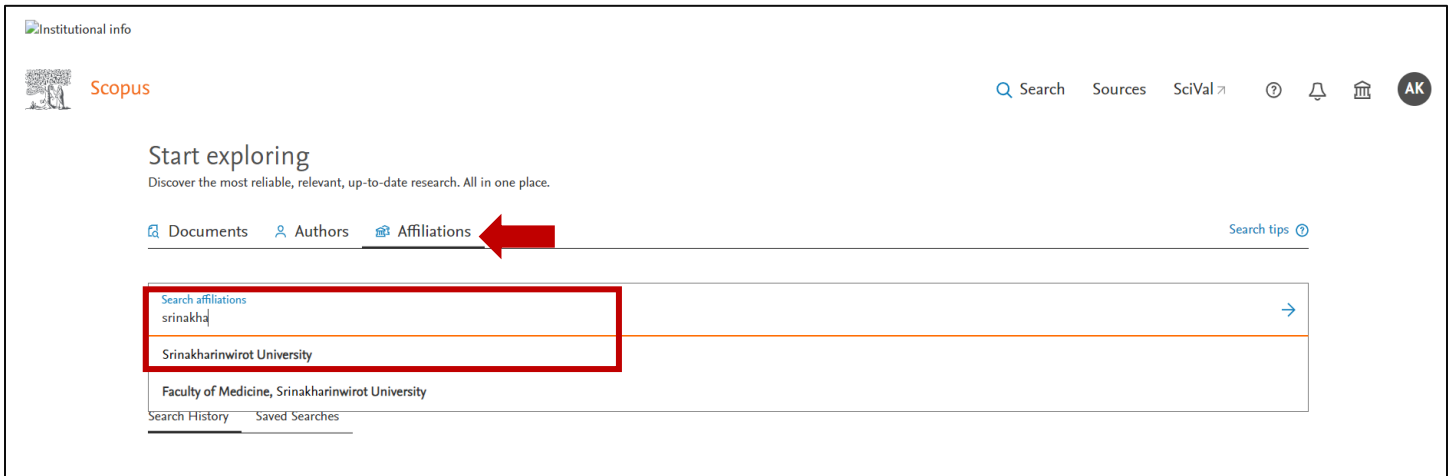 Institutional info
Scopus
Search Sources SciVal AK
Start exploring
Discover the most reliable, relevant, up-to-date research. All in one place.
Documents Authors Affiliations Search tips
Search affiliations
srinakha
Srinakharinwirot University
Faculty of Medicine, Srinakharinwirot University
Search History Saved Searches